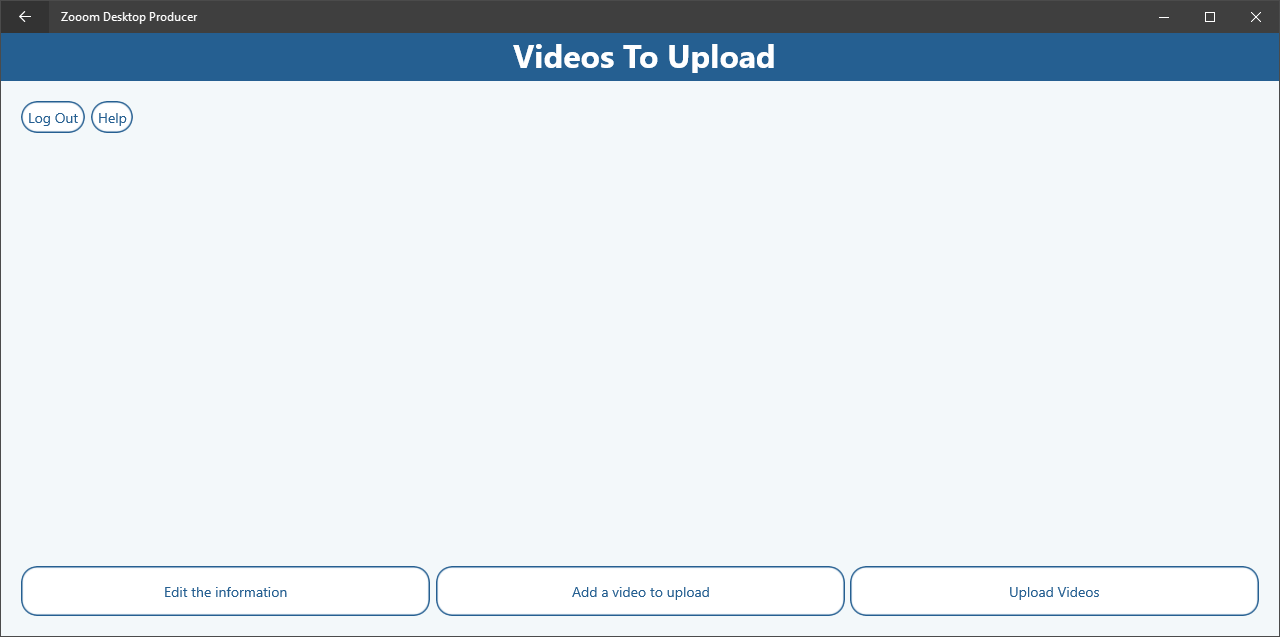 Zooom Desktop Producer
Videos To Upload
Log Out Help
Edit the information Add a video to upload Upload Videos